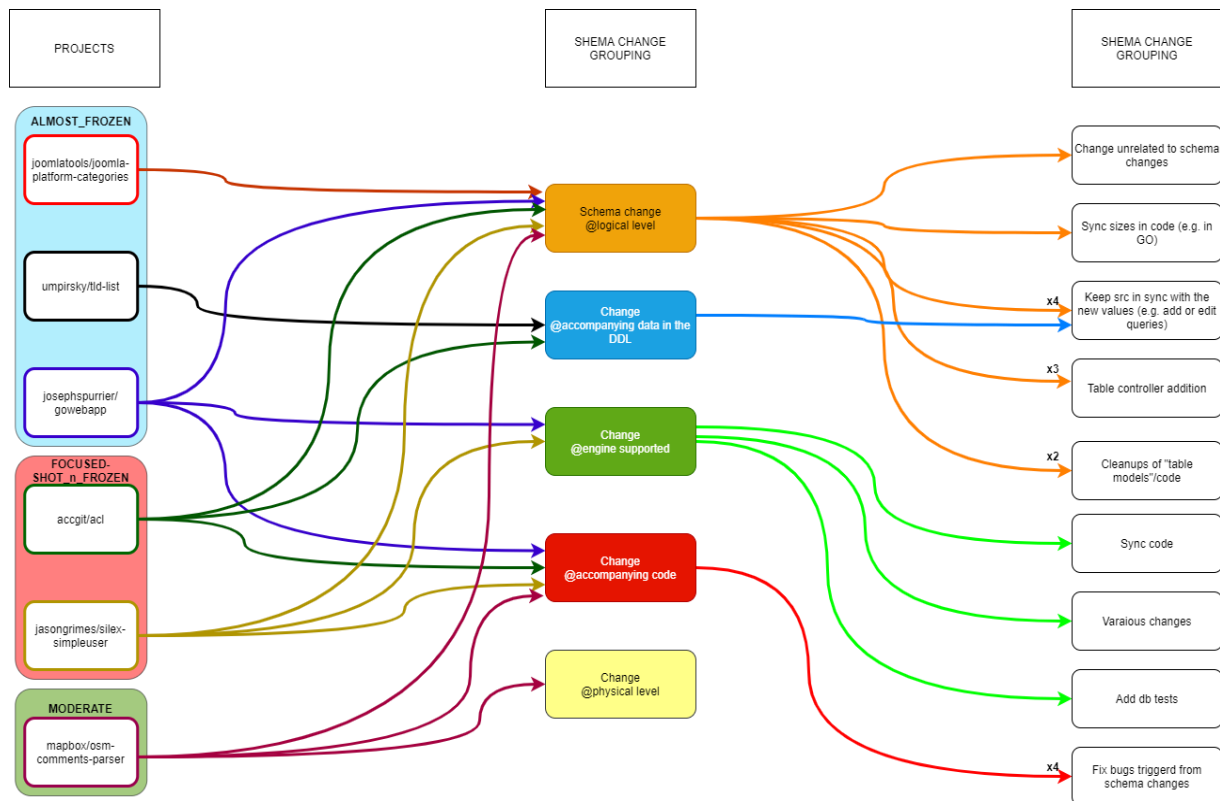 PROJECTS
SHEMA CHANGE
GROUPING
SHEMA CHANGE
GROUPING
ALMOST_FROZEN
joomlatools/joomla-
platform-categories
umpirsky/tld-list
josephspurrier/
gowebapp
FOCUSED-
SHOT_n_FROZEN
accgit/acl
jasongrimes/silex-
simpleuser
MODERATE
mapbox/osm-
comments-parser
Schema change
@logical level
Change
@accompanying data in the
DDL
Change
@engine supported
Change
@accompanying code
Change
@physical level
Change unrelated to schema
changes
Sync sizes in code (e.g. in
GO)
x4
Keep src in sync with the
new values (e.g. add or edit
queries)
x3
Table controller addition
x2
Cleanups of "table
models"/code
Sync code
Varaious changes
Add db tests
x4
Fix bugs triggerd from
schema changes